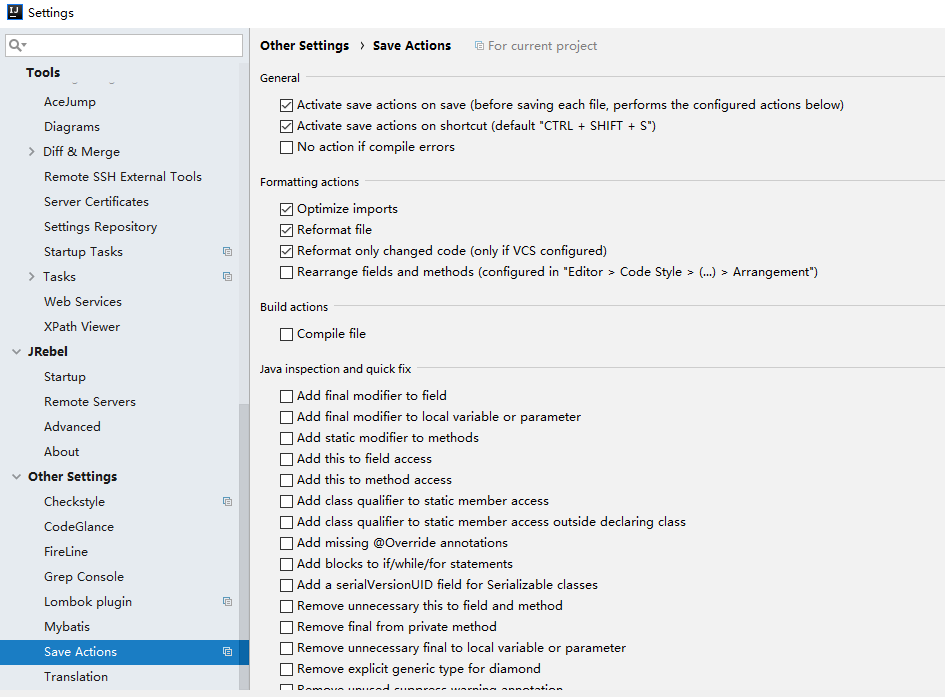 Settings
Tools
AceJump
Diagrams
Diff & Merge
Remote SSH External Tools
Server Certificates
Settings Repository
Startup Tasks
Tasks
Web Services
XPath Viewer
JRebel
Startup
Remote Servers
Advanced
About
Other Settings
Checkstyle
CodeGlance
FireLine
Grep Console
Lombok plugin
Mybatis
Save Actions
Translation
Other Settings › Save Actions For current project
General
Activate save actions on save (before saving each file, performs the configured actions below)
Activate save actions on shortcut (default "CTRL + SHIFT + S")
No action if compile errors
Formatting actions
Optimize imports
Reformat file
Reformat only changed code (only if VCS configured)
Rearrange fields and methods (configured in "Editor > Code Style > (...) > Arrangement")
Build actions
Compile file
Java inspection and quick fix
Add final modifier to field
Add final modifier to local variable or parameter
Add static modifier to methods
Add this to field access
Add this to method access
Add class qualifier to static member access
Add class qualifier to static member access outside declaring class
Add missing @Override annotations
Add blocks to if/while/for statements
Add a serialVersionUID field for Serializable classes
Remove unnecessary this to field and method
Remove final from private method
Remove unnecessary final to local variable or parameter
Remove explicit generic type for diamond
Remove unused suppress warning annotation